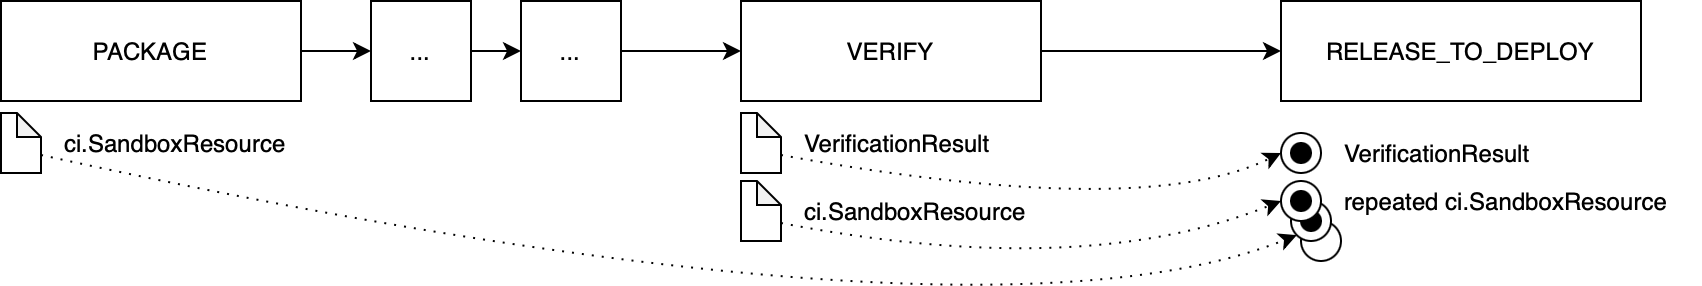 PACKAGE
...
...
VERIFY
RELEASE_TO_DEPLOY
ci.SandboxResource
VerificationResult
VerificationResult
ci.SandboxResource
repeated ci.SandboxResource